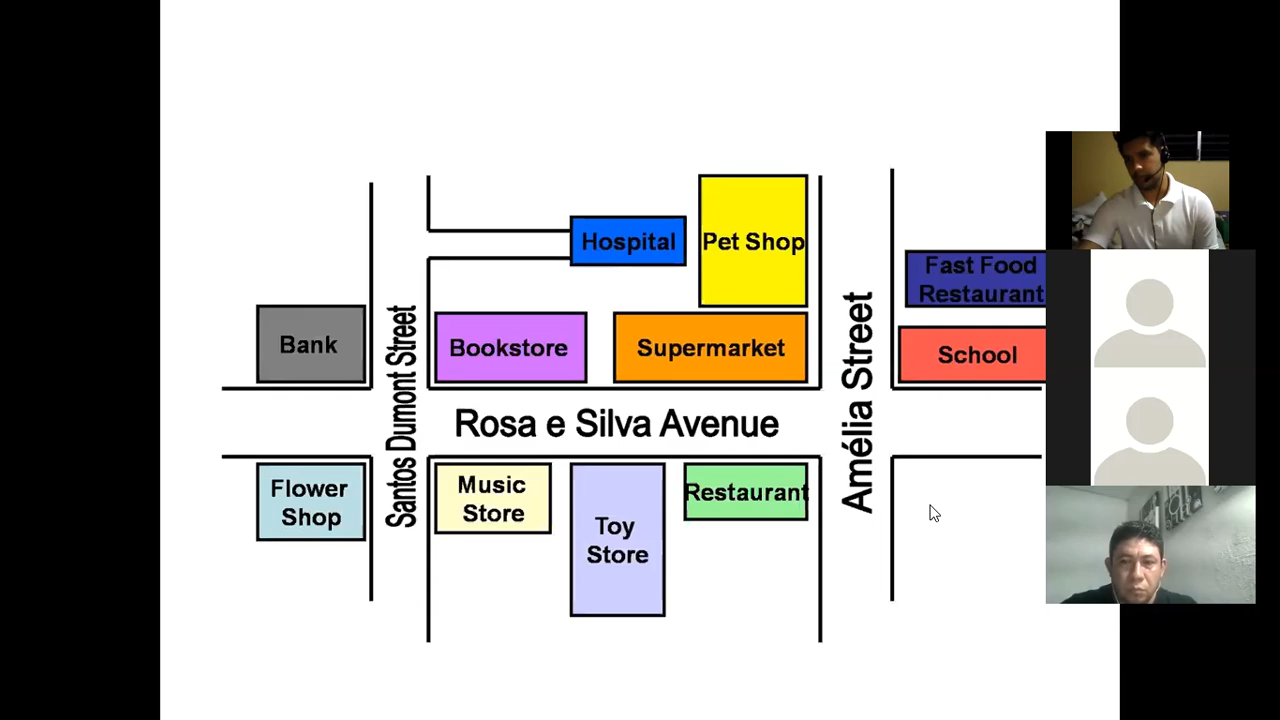 Hospital
Pet Shop
Fast Food
Restaurant
Bank
Bookstore
Supermarket
School
Santos Dumont Street
Rosa e Silva Avenue
Amélia Street
Flower
Shop
Music
Store
Toy
Store
Restaurant